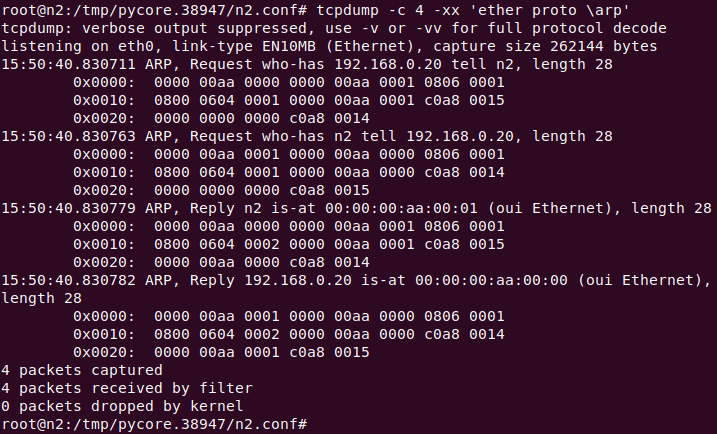 root@n2:/tmp/pycore.38947/n2.conf# tcpdump -c 4 -xx 'ether proto \arp'
tcpdump: verbose output suppressed, use -v or -vv for full protocol decode
listening on eth0, link-type EN10MB (Ethernet), capture size 262144 bytes
15:50:40.830711 ARP, Request who-has 192.168.0.20 tell n2, length 28
        0x0000:  0000 00aa 0000 0000 00aa 0001 0806 0001
        0x0010:  0800 0604 0001 0000 00aa 0001 c0a8 0015
        0x0020:  0000 0000 0000 c0a8 0014
15:50:40.830763 ARP, Request who-has n2 tell 192.168.0.20, length 28
        0x0000:  0000 00aa 0001 0000 00aa 0000 0806 0001
        0x0010:  0800 0604 0001 0000 00aa 0000 c0a8 0014
        0x0020:  0000 0000 0000 c0a8 0015
15:50:40.830779 ARP, Reply n2 is-at 00:00:00:aa:00:01 (oui Ethernet), length 28
        0x0000:  0000 00aa 0000 0000 00aa 0001 0806 0001
        0x0010:  0800 0604 0002 0000 00aa 0001 c0a8 0015
        0x0020:  0000 00aa 0000 c0a8 0014
15:50:40.830782 ARP, Reply 192.168.0.20 is-at 00:00:00:aa:00:00 (oui Ethernet),
length 28
        0x0000:  0000 00aa 0001 0000 00aa 0000 0806 0001
        0x0010:  0800 0604 0002 0000 00aa 0000 c0a8 0014
        0x0020:  0000 00aa 0001 c0a8 0015
4 packets captured
4 packets received by filter
0 packets dropped by kernel
root@n2:/tmp/pycore.38947/n2.conf#